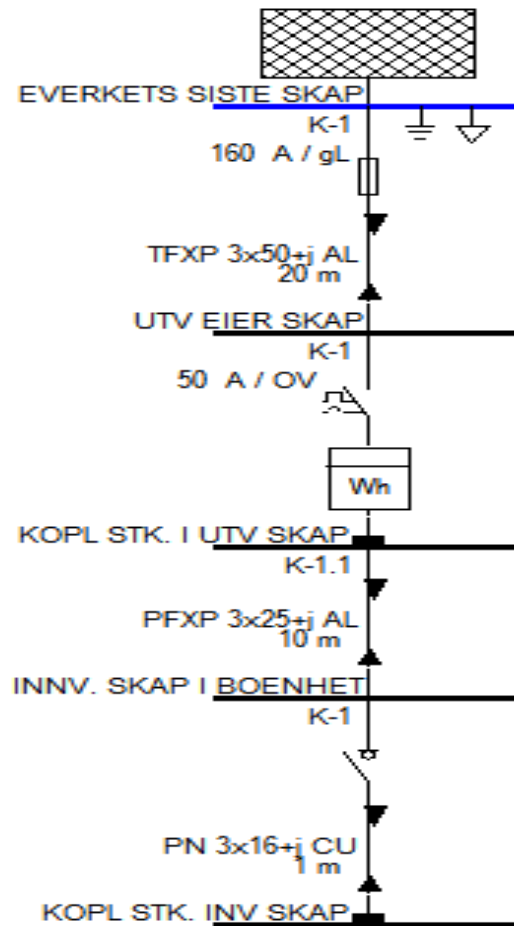 EVERKETS SISTE SKAP
K-1
160 A / gL
TFXP 3x50+j AL
20 m
UTV EIER SKAP
K-1
50 A / OV
Wh
KOPL STK. I UTV SKAP
K-1.1
PFXP 3x25+j AL
10 m
INNV. SKAP I BOENHET
K-1
PN 3x16+j CU
1 m
KOPL STK. INV SKAP